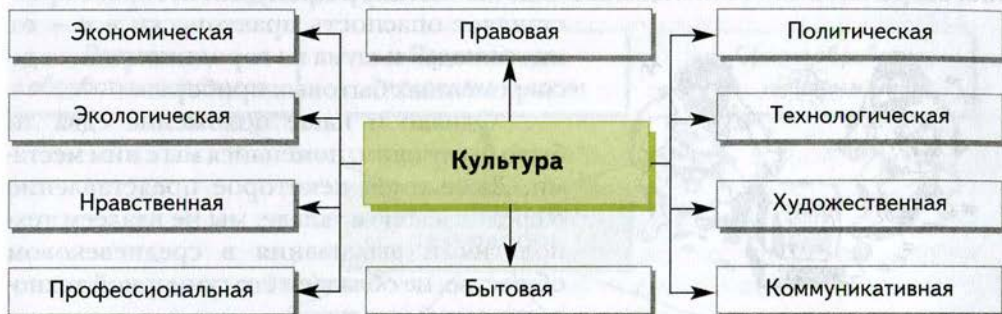 Экономическая
Правовая
Политическая
Экологическая
Технологическая
Культура
Нравственная
Художественная
Профессиональная
Бытовая
Коммуникативная